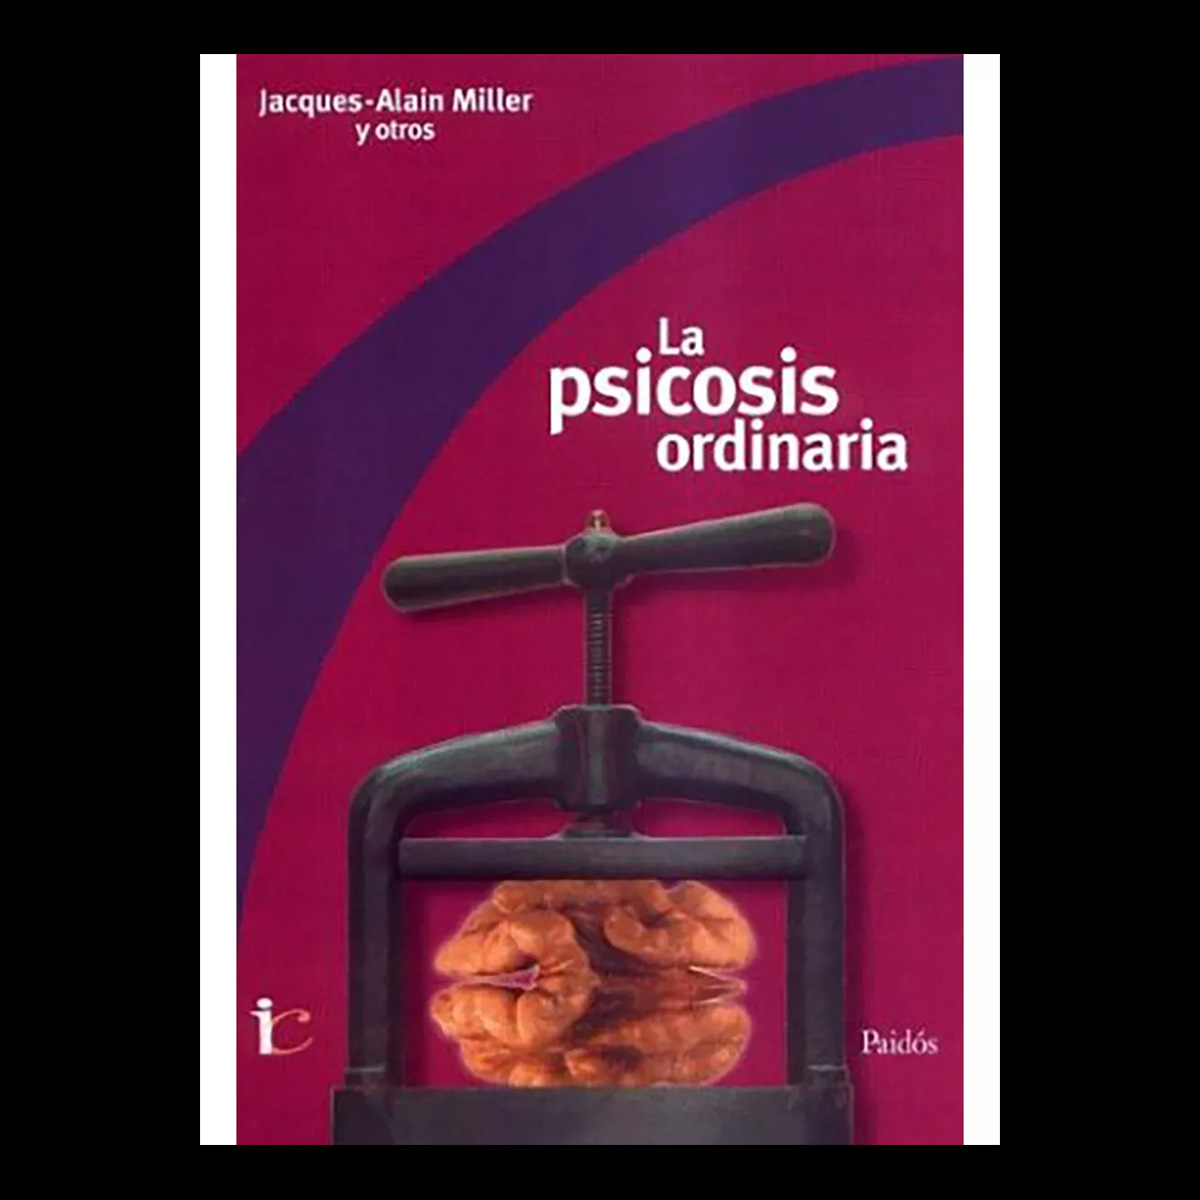 Jacques-Alain Miller
y otros
La
psicosis
ordinaria
ic
Paidós